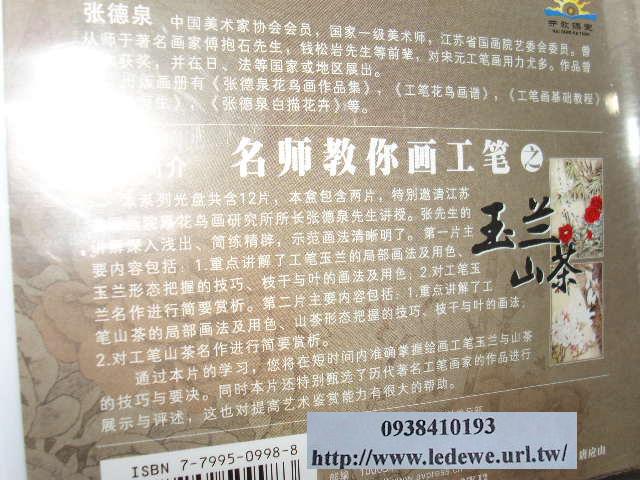 张德泉
中国美术家协会会员，国家一级美术师，江苏省国画院艺委会委员。曾
从师于著名画家傅抱石先生，钱松岩先生等前辈，对宋元工笔画用力尤多。作品曾
获奖，并在日、法等国家或地区展出。
出版画册有《张德泉花鸟画作品集》，《工笔花鸟画谱》，《工笔画基础教程》
《张德泉白描花卉》等。
介
名师教你画工笔之
玉兰
山茶
本系列光盘共含12片，本盒包含两片，特别邀请江苏
花鸟画研究所所长张德泉先生讲授。张先生的
讲解深入浅出、简练精辟，示范画法清晰明了。第一片主
要内容包括：1.重点讲解了工笔玉兰的局部画法及用色、
玉兰形态把握的技巧、枝干与叶的画法及用色；2.对工笔玉
兰名作进行简要赏析。第二片主要内容包括：1.重点讲解了工
笔山茶的局部画法及用色、山茶形态把握的技巧、枝干与叶的画法；
2.对工笔山茶名作进行简要赏析。
通过本片的学习，您将在短时间内准确掌握绘画工笔玉兰与山茶
的技巧与要决。同时本片还特别甄选了历代著名工笔画家的作品进行
展示与评述，这也对提高艺术鉴赏能力有很大的帮助。
ISBN 7-7995-0998-8
0938410193
http://www.ledewe.url.tw/